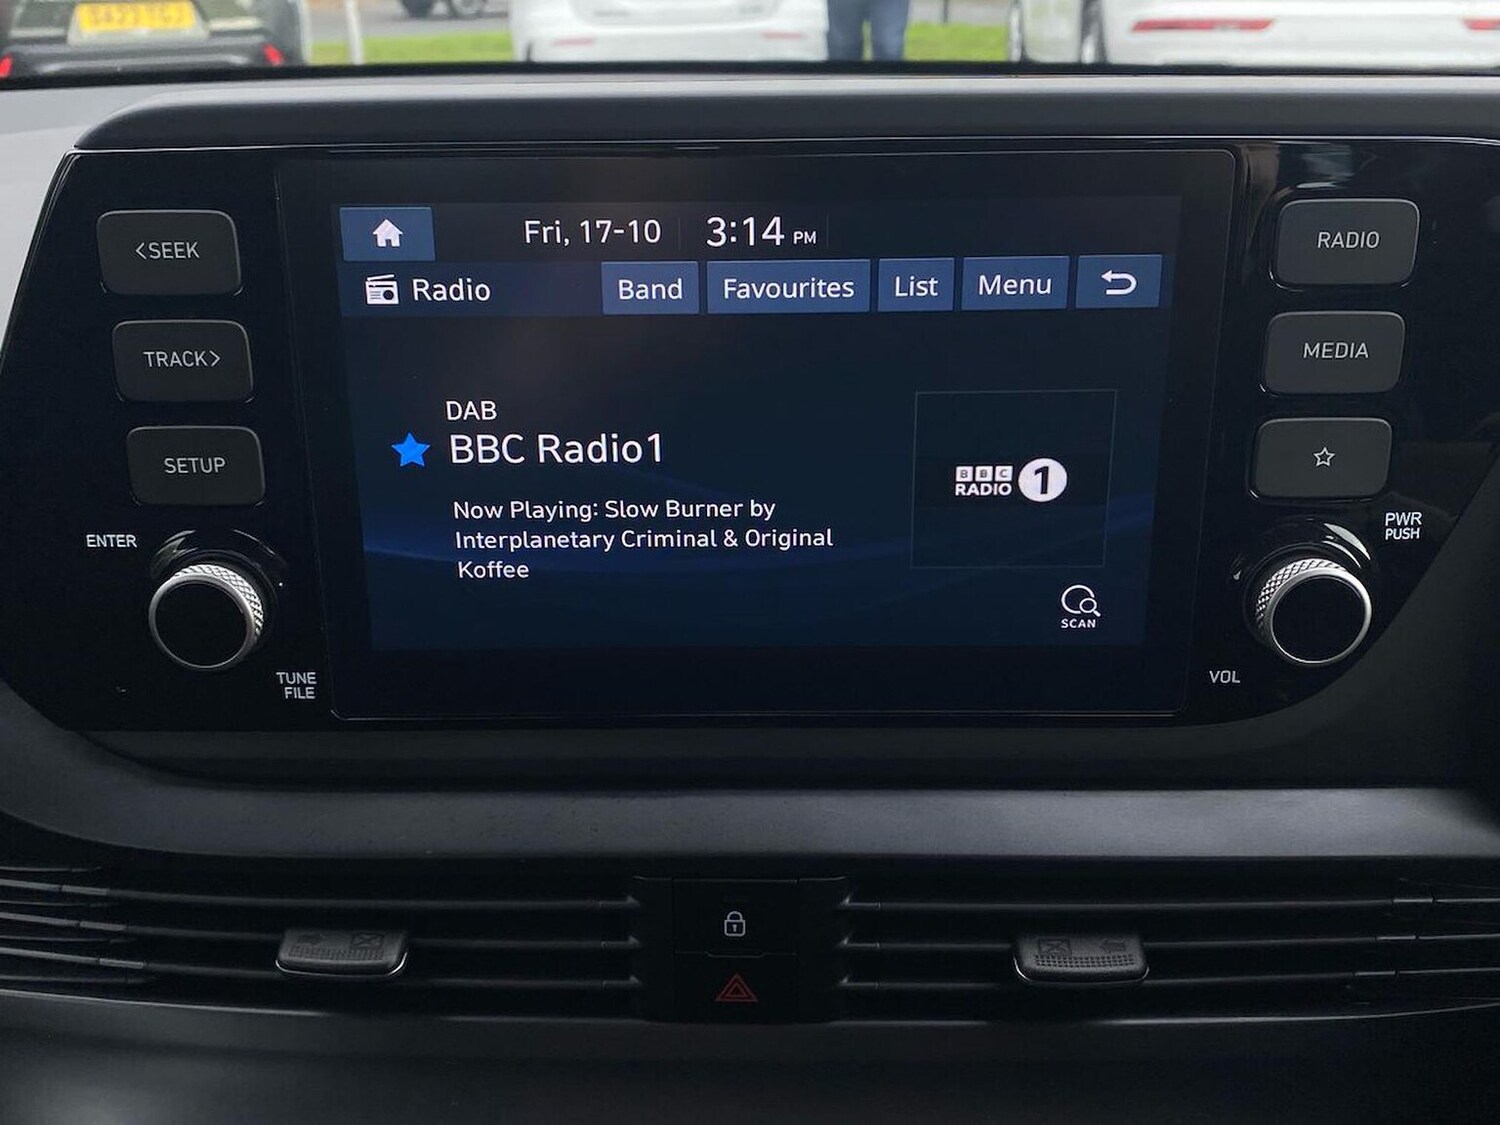 <SEEK
TRACK>
SETUP
ENTER
TUNE
FILE
Fri, 17-10 3:14 PM
Radio Band Favourites List Menu
DAB
BBC Radio1
Now Playing: Slow Burner by
Interplanetary Criminal & Original
Koffee
BBC
RADIO 1
SCAN
RADIO
MEDIA
PWR
PUSH
VOL